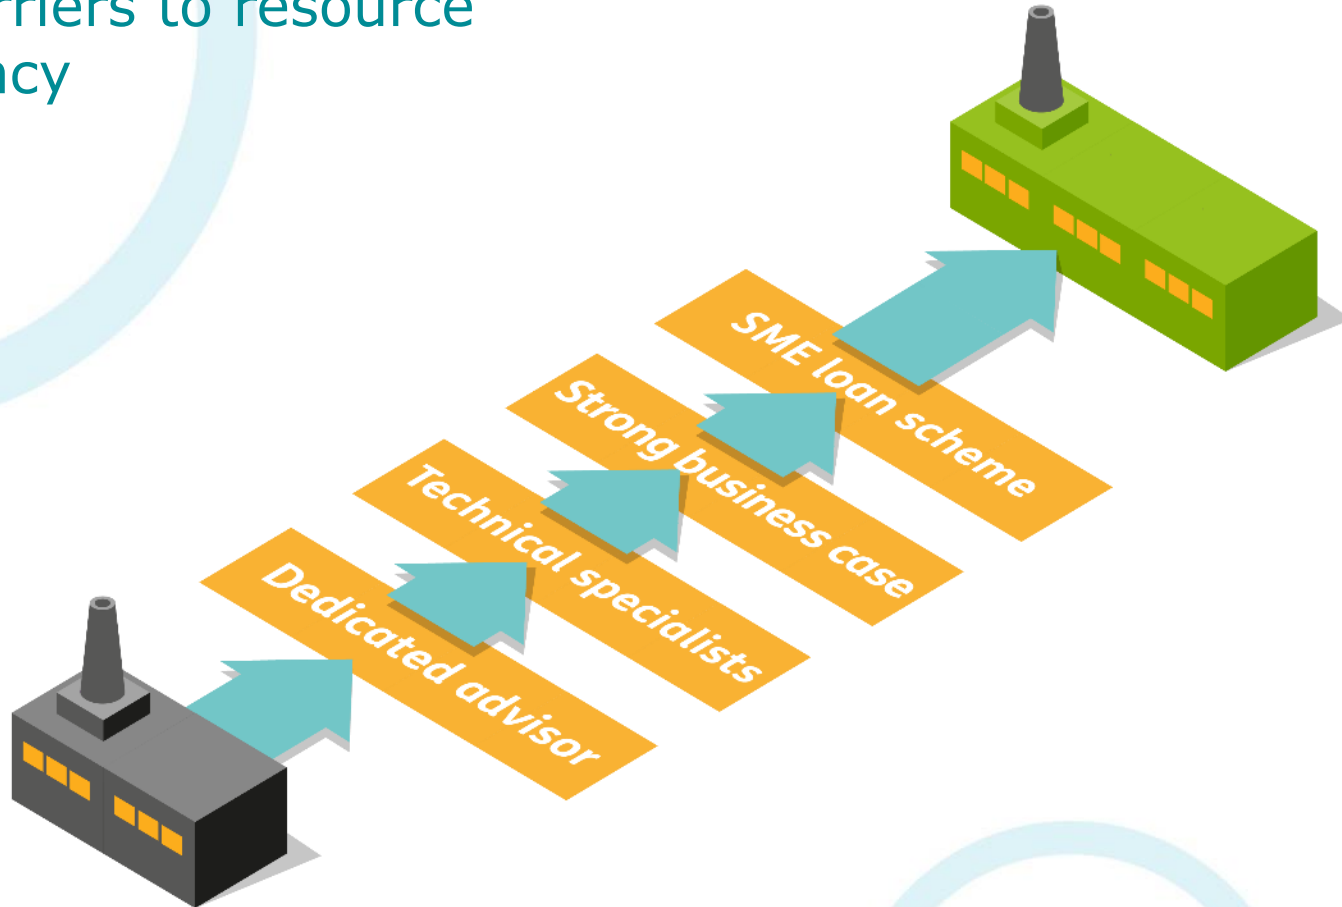 rriers to resource
ncy
SME loan scheme
Strong business case
Technical specialists
Dedicated advisor